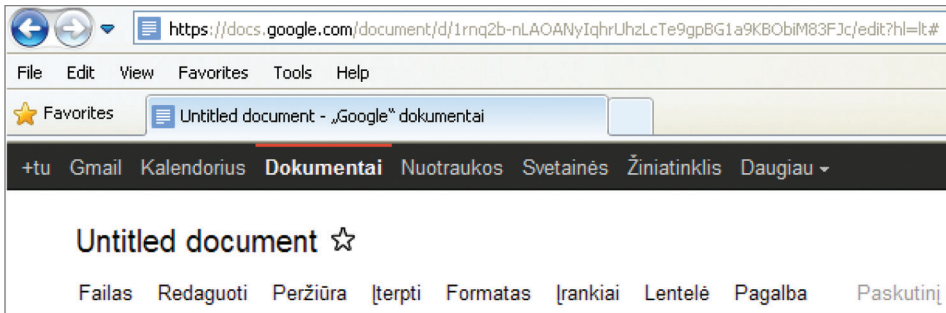 https://docs.google.com/document/d/1rnq2b-nLAOANyIqhrUhzLcTe9gpBG1a9KBObiM83FJc/edit?hl=lt#
File Edit View Favorites Tools Help
Favorites Untitled document - „Google“ dokumentai
+tu Gmail Kalendorius Dokumentai Nuotraukos Svetainės Žiniatinklis Daugiau
Untitled document
Failas Redaguoti Peržiūra Įterpti Formatas Įrankiai Lentelė Pagalba Paskutinį